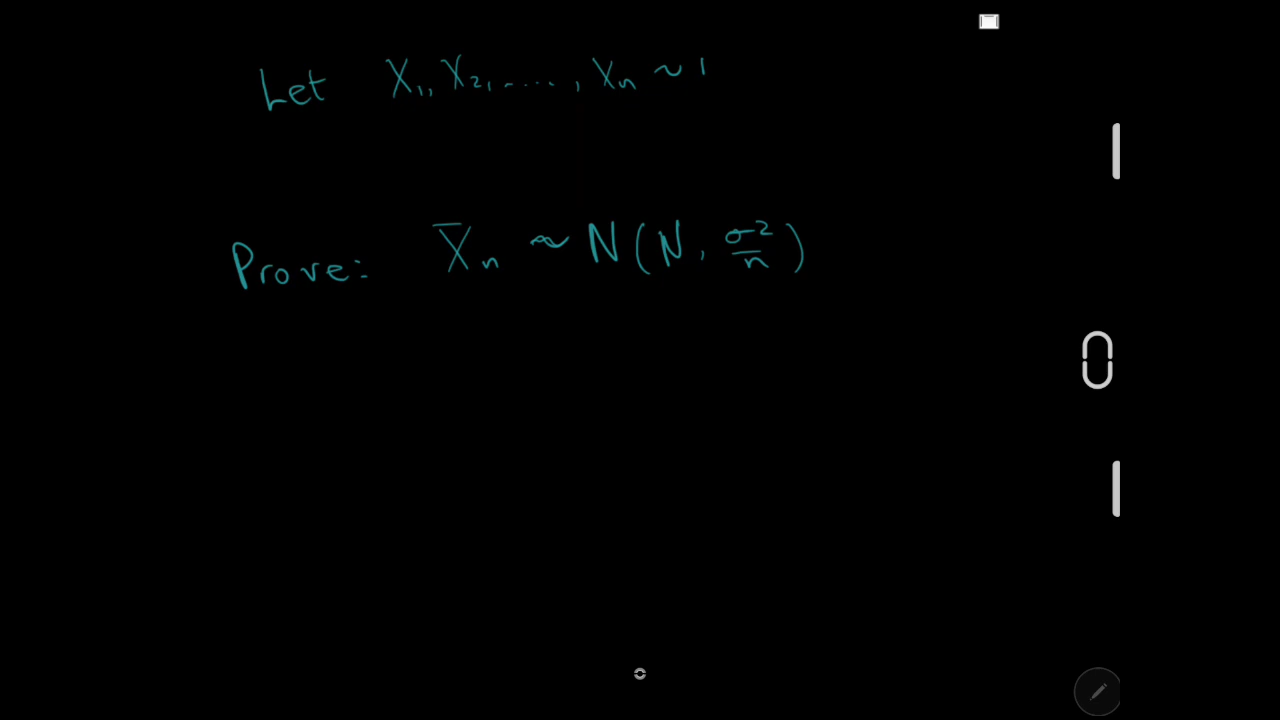 Let X₁, X₂, ...., Xₙ ~
Prove: X̄ₙ ~ N(N, σ²/n)